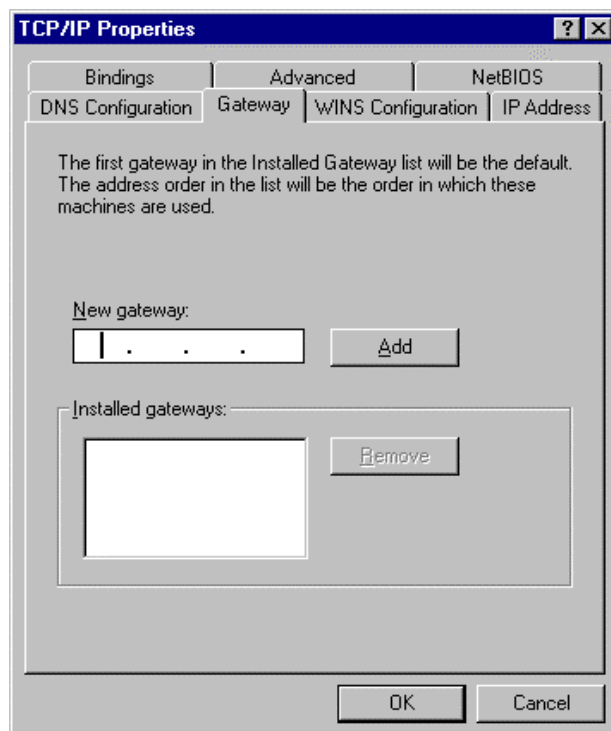 TCP/IP Properties
Bindings Advanced NetBIOS
DNS Configuration Gateway WINS Configuration IP Address
The first gateway in the Installed Gateway list will be the default.
The address order in the list will be the order in which these
machines are used.
New gateway:
. . .
Add
Installed gateways:
Remove
OK Cancel